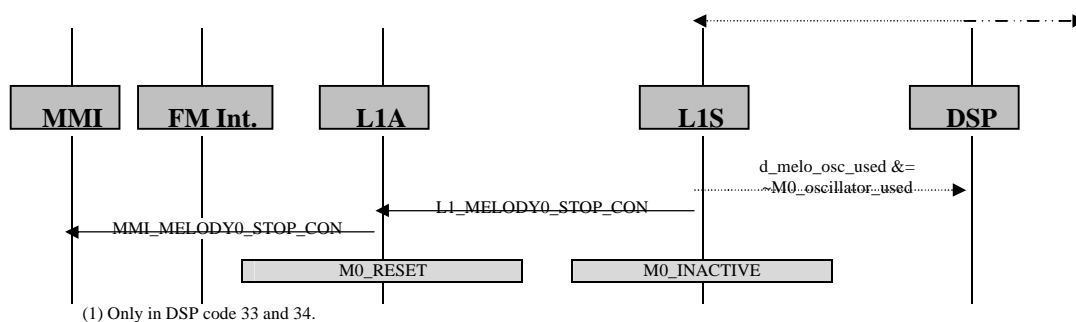 MMI
FM Int.
L1A
L1S
DSP
d_melo_osc_used &=
~M0_oscillator_used
L1_MELODY0_STOP_CON
MMI_MELODY0_STOP_CON
M0_RESET
M0_INACTIVE
(1) Only in DSP code 33 and 34.